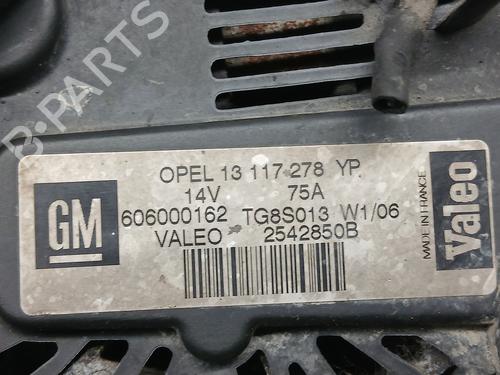 B-PARTS
OPEL 13 117 278 YP
14V 75A
GM
606000162 TG8S013 W1/06
VALEO 2542850B
MADE IN FRANCE
Valeo